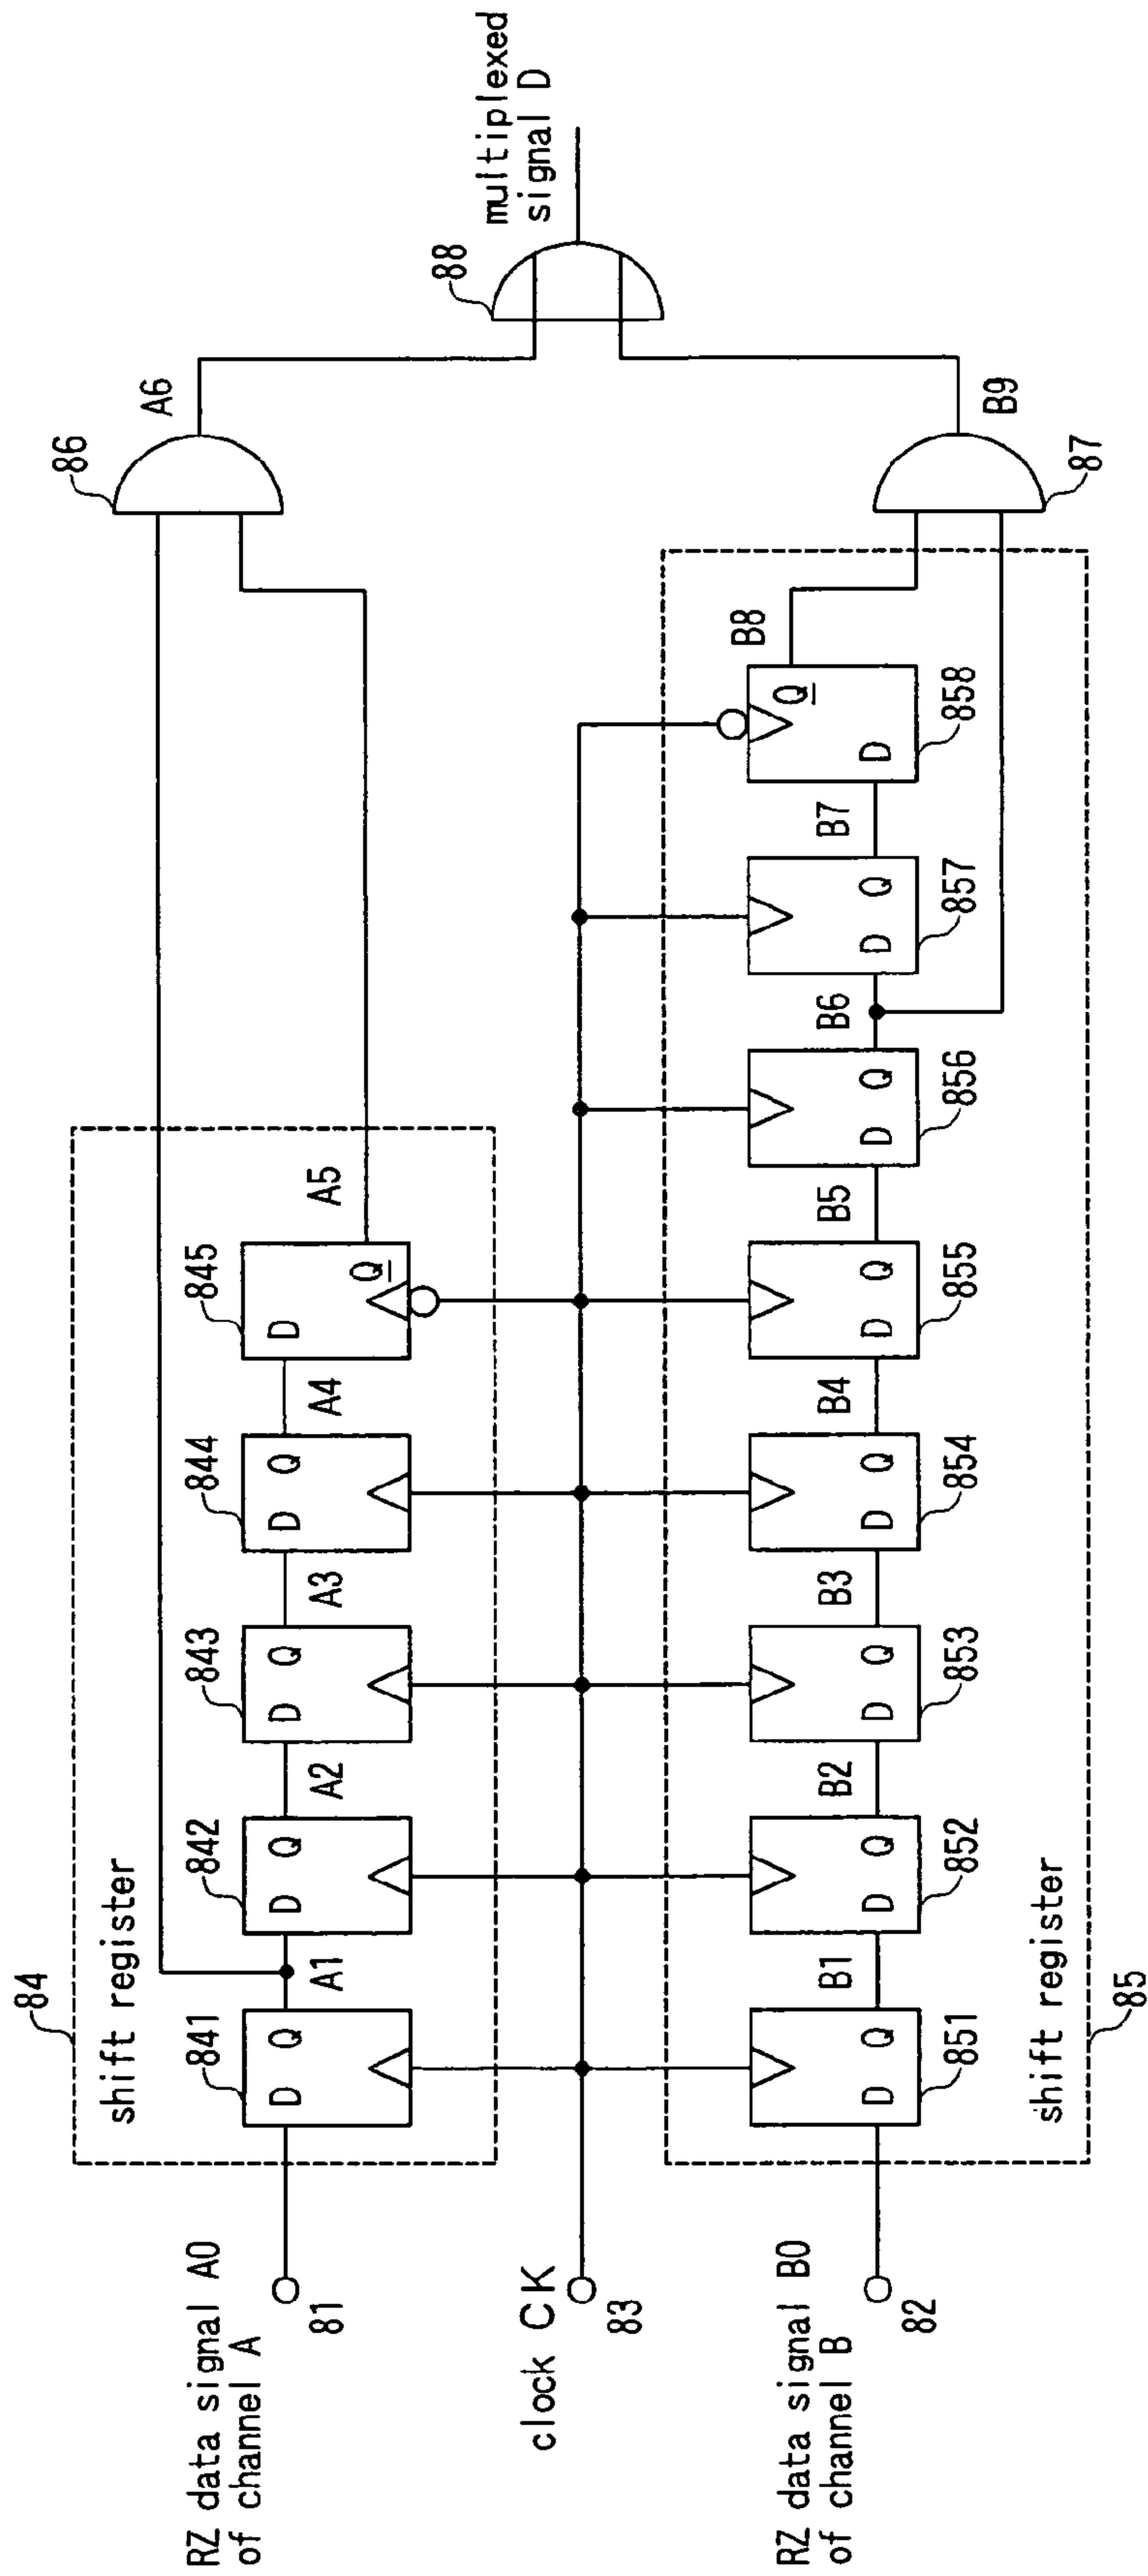 84
shift register
841
D Q
A1
842
D Q
A2
843
D Q
A3
844
D Q
A4
845
D Q
A5
86
A6
RZ data signal A0
of channel A
81
clock CK
83
88
multiplexed
signal D
RZ data signal B0
of channel B
82
D Q
851
B1
D Q
852
B2
D Q
853
B3
D Q
854
B4
D Q
855
B5
D Q
856
B6
D Q
857
B7
D Q
858
B8
B9
87
shift register
85